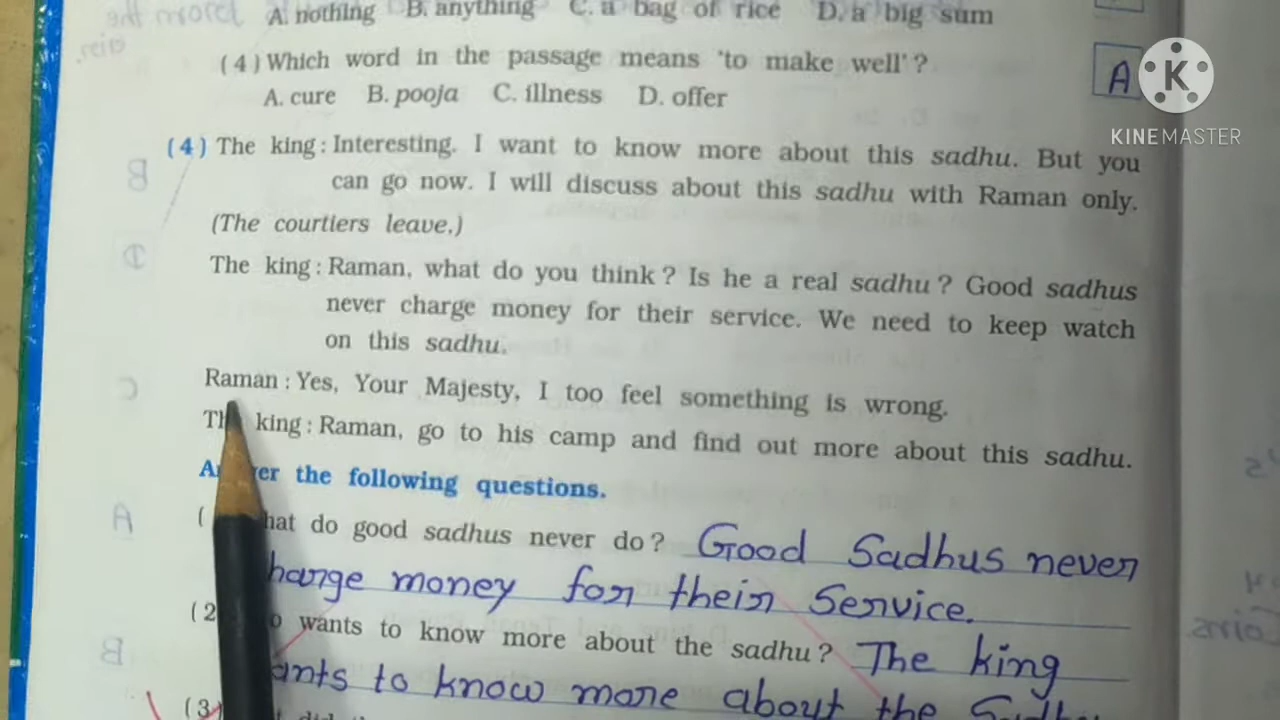 A. nothing B. anything C. a bag of rice D. a big sum
(4) Which word in the passage means 'to make well'?
A
A. cure B. pooja C. illness D. offer
K
KINEMASTER
(4) The king : Interesting. I want to know more about this sadhu. But you
can go now. I will discuss about this sadhu with Raman only.
(The courtiers leave.)
The king : Raman, what do you think? Is he a real sadhu? Good sadhus
never charge money for their service. We need to keep watch
on this sadhu.
Raman : Yes, Your Majesty, I too feel something is wrong.
The king : Raman, go to his camp and find out more about this sadhu.
Answer the following questions.
( hat do good sadhus never do? Good Sadhus never
harge money for their Service.
(2 o wants to know more about the sadhu? The king
ants to know more about the Sadhu
(3